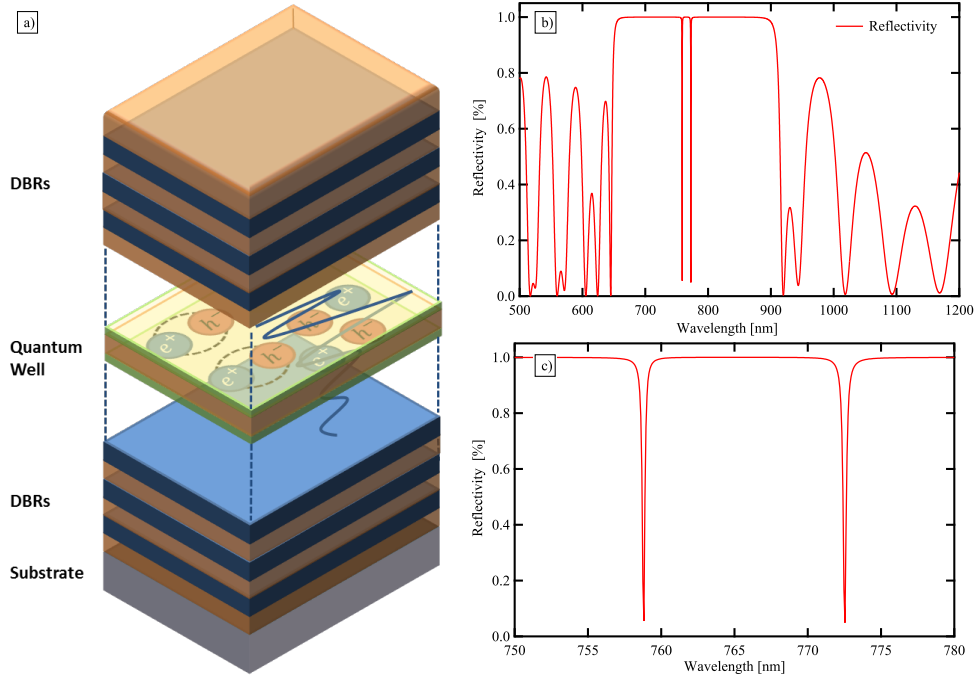 a)
DBRs
Quantum
Well
DBRs
Substrate
e+
h−
h−
e+
h−
e+
h−
e+
b)
Reflectivity
Reflectivity [%]
1.0
0.8
0.6
0.4
0.2
0.0
500 600 700 800 900 1000 1100 1200
Wavelength [nm]
c)
Reflectivity [%]
1.0
0.8
0.6
0.4
0.2
0.0
750 755 760 765 770 775 780
Wavelength [nm]